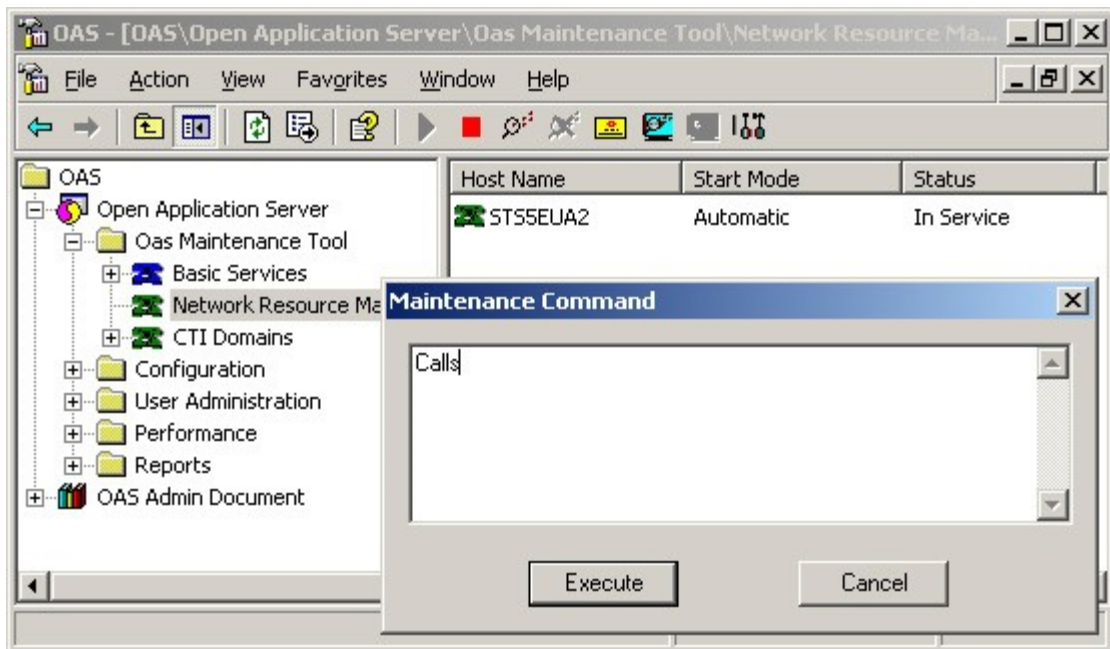 OAS - [OAS\Open Application Server\Oas Maintenance Tool\Network Resource Ma...
File Action View Favorites Window Help
OAS
Open Application Server
Oas Maintenance Tool
Basic Services
Network Resource Ma
CTI Domains
Configuration
User Administration
Performance
Reports
OAS Admin Document
Host Name Start Mode Status
STS5EUA2 Automatic In Service
Maintenance Command
Calls
Execute Cancel